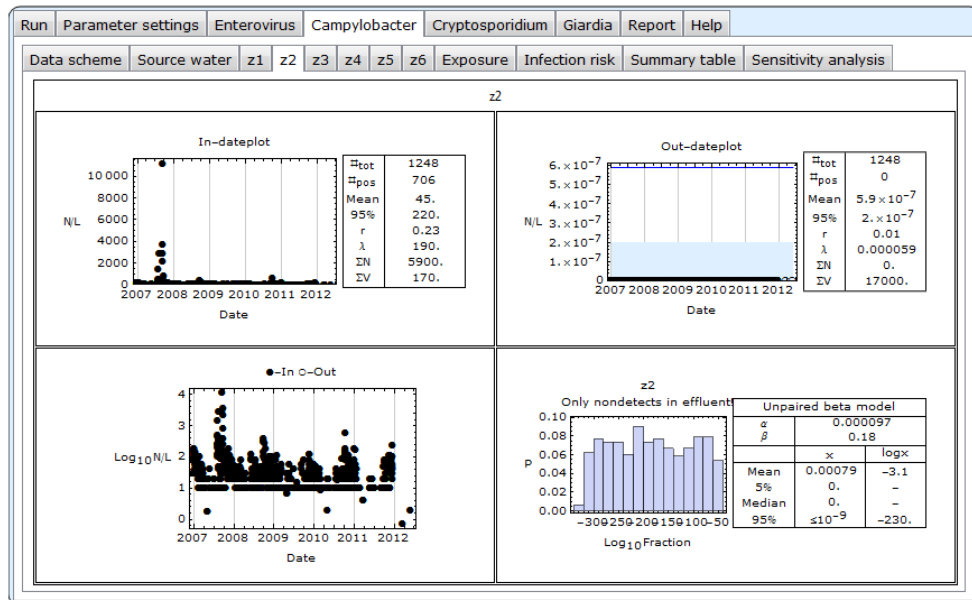 Run Parameter settings Enterovirus Campylobacter Cryptosporidium Giardia Report Help
Data scheme Source water z1 z2 z3 z4 z5 z6 Exposure Infection risk Summary table Sensitivity analysis
z2
In-dateplot
N/L
10 000
8000
6000
4000
2000
0
2007 2008 2009 2010 2011 2012
Date
⌗tot 1248
⌗pos 706
Mean 45.
95% 220.
r 0.23
λ 190.
ΣN 5900.
ΣV 170.
Out-dateplot
N/L
6.×10-7
5.×10-7
4.×10-7
3.×10-7
2.×10-7
1.×10-7
0
2007 2008 2009 2010 2011 2012
Date
⌗tot 1248
⌗pos 0
Mean 5.9×10-7
95% 2.×10-7
r 0.01
λ 0.000059
ΣN 0.
ΣV 17000.
●-In ○-Out
Log10N/L
4
3
2
1
0
2007 2008 2009 2010 2011 2012
Date
z2
Only nondetects in effluent!
P
0.10
0.08
0.06
0.04
0.02
0.00
-300-250-200-150-100-50
Log10Fraction
Unpaired beta model
α 0.000097
β 0.18
x logx
Mean 0.00079 -3.1
5% 0. -
Median 0. -
95% ≤10-9 -230.